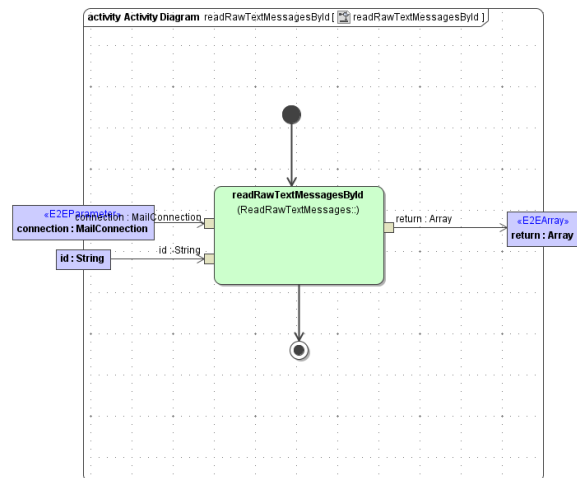 activity Activity Diagram readRawTextMessagesById [ readRawTextMessagesById ]
readRawTextMessagesById
(ReadRawTextMessages::)
«E2EParameter»
connection : MailConnection
connection : MailConnection
return : Array
«E2EArray»
return : Array
id : String
id : String